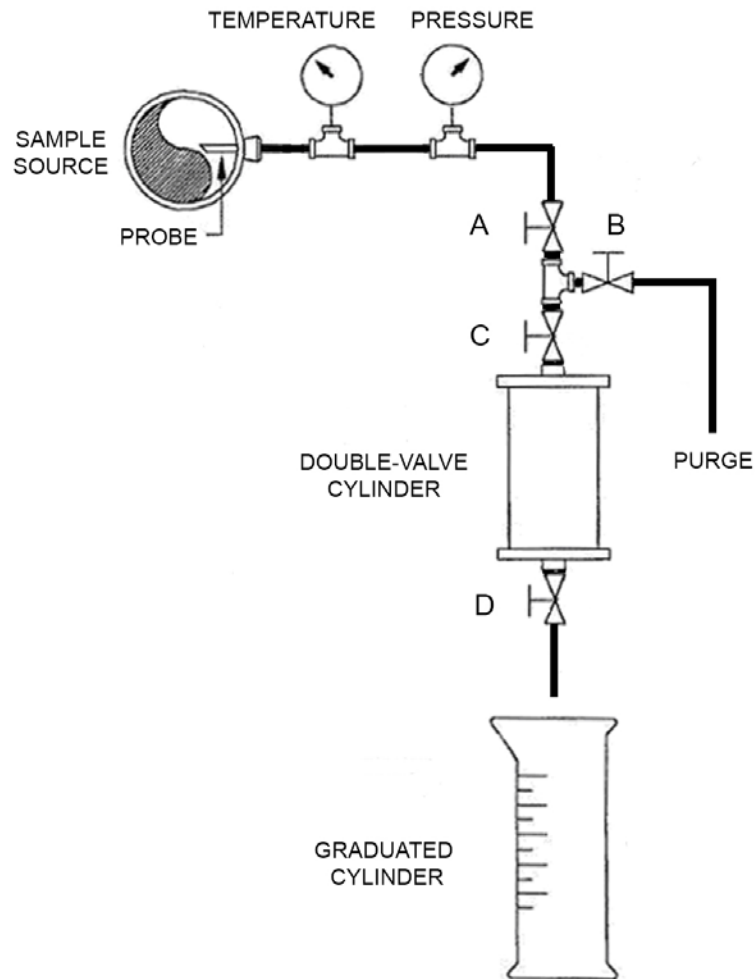 TEMPERATURE
PRESSURE
SAMPLE
SOURCE
PROBE
A
B
C
DOUBLE-VALVE
CYLINDER
PURGE
D
GRADUATED
CYLINDER